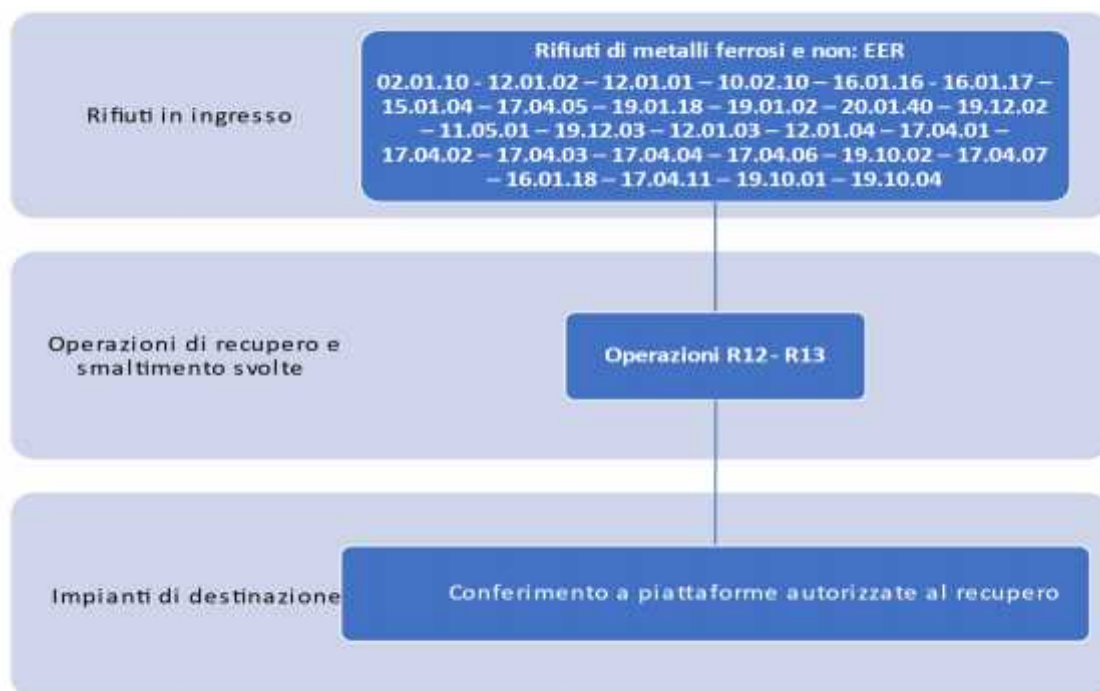 Rifiuti in ingresso
Rifiuti di metalli ferrosi e non: EER
02.01.10 - 12.01.02 – 12.01.01 – 10.02.10 – 16.01.16 - 16.01.17 –
15.01.04 – 17.04.05 – 19.01.18 – 19.01.02 – 20.01.40 – 19.12.02
– 11.05.01 – 19.12.03 – 12.01.03 – 12.01.04 – 17.04.01 –
17.04.02 – 17.04.03 – 17.04.04 – 17.04.06 – 19.10.02 – 17.04.07
– 16.01.18 – 17.04.11 – 19.10.01 – 19.10.04
Operazioni di recupero e
smaltimento svolte
Operazioni R12 - R13
Impianti di destinazione
Conferimento a piattaforme autorizzate al recupero